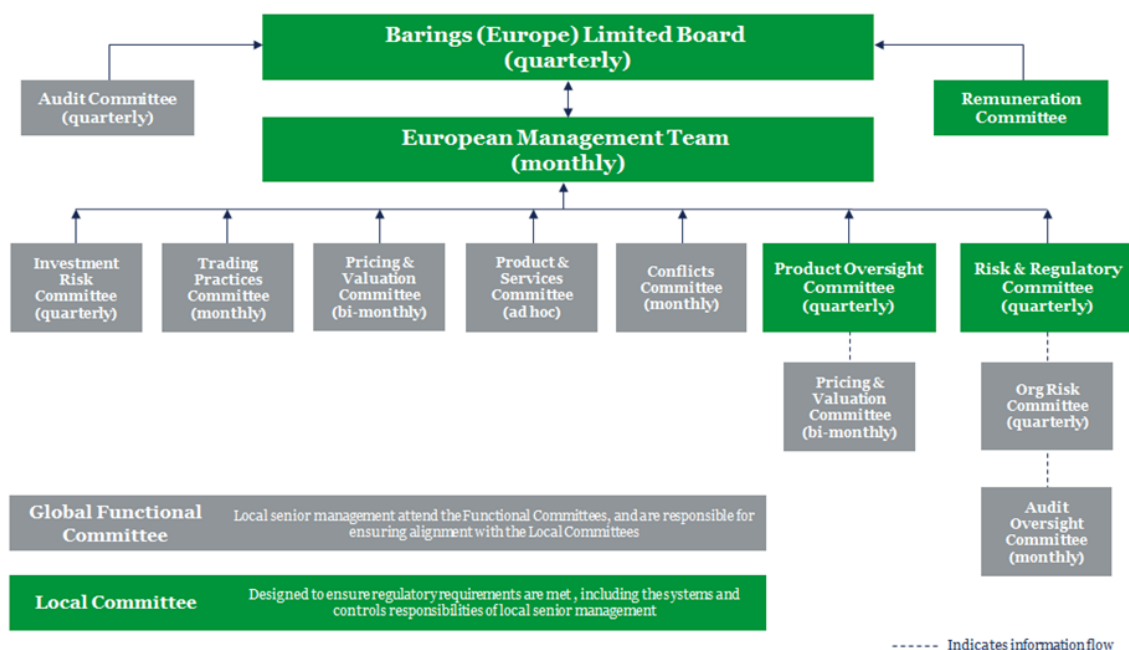 Barings (Europe) Limited Board
(quarterly)
Audit Committee
(quarterly)
Remuneration
Committee
European Management Team
(monthly)
Investment
Risk
Committee
(quarterly)
Trading
Practices
Committee
(monthly)
Pricing &
Valuation
Committee
(bi-monthly)
Product &
Services
Committee
(ad hoc)
Conflicts
Committee
(monthly)
Product Oversight
Committee
(quarterly)
Risk & Regulatory
Committee
(quarterly)
Pricing &
Valuation
Committee
(bi-monthly)
Org Risk
Committee
(quarterly)
Audit
Oversight
Committee
(monthly)
Global Functional
Committee
Local senior management attend the Functional Committees, and are responsible for
ensuring alignment with the Local Committees
Local Committee
Designed to ensure regulatory requirements are met , including the systems and
controls responsibilities of local senior management
Indicates information flow